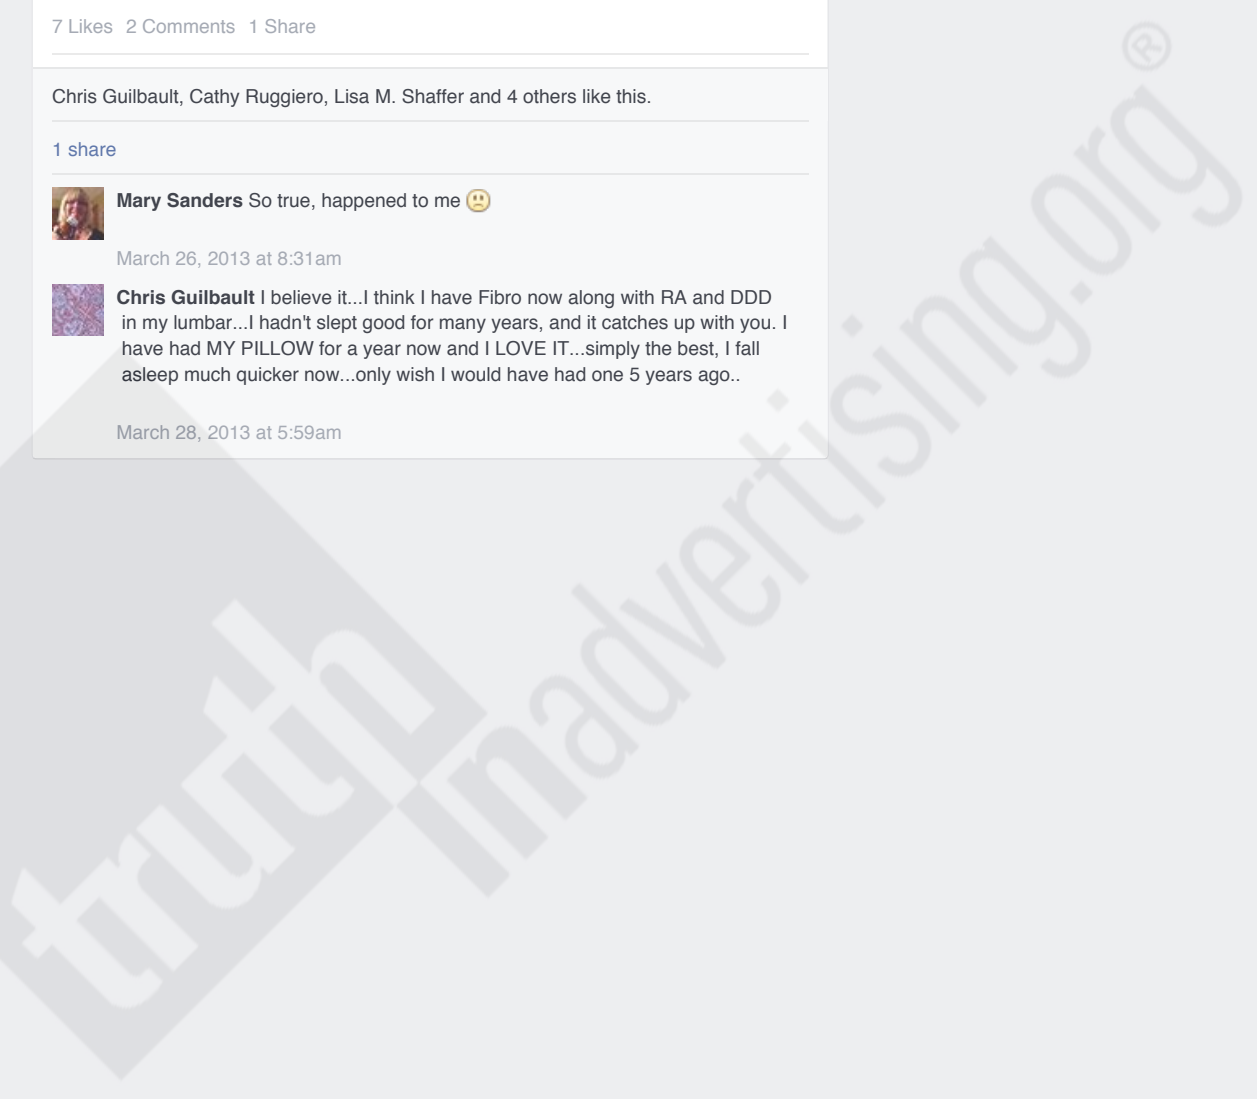 7 Likes 2 Comments 1 Share
Chris Guilbault, Cathy Ruggiero, Lisa M. Shaffer and 4 others like this.
1 share
Mary Sanders So true, happened to me
March 26, 2013 at 8:31am
Chris Guilbault I believe it...I think I have Fibro now along with RA and DDD
in my lumbar...I hadn't slept good for many years, and it catches up with you. I
have had MY PILLOW for a year now and I LOVE IT...simply the best, I fall
asleep much quicker now...only wish I would have had one 5 years ago..
March 28, 2013 at 5:59am
truth
inadvertising.org®